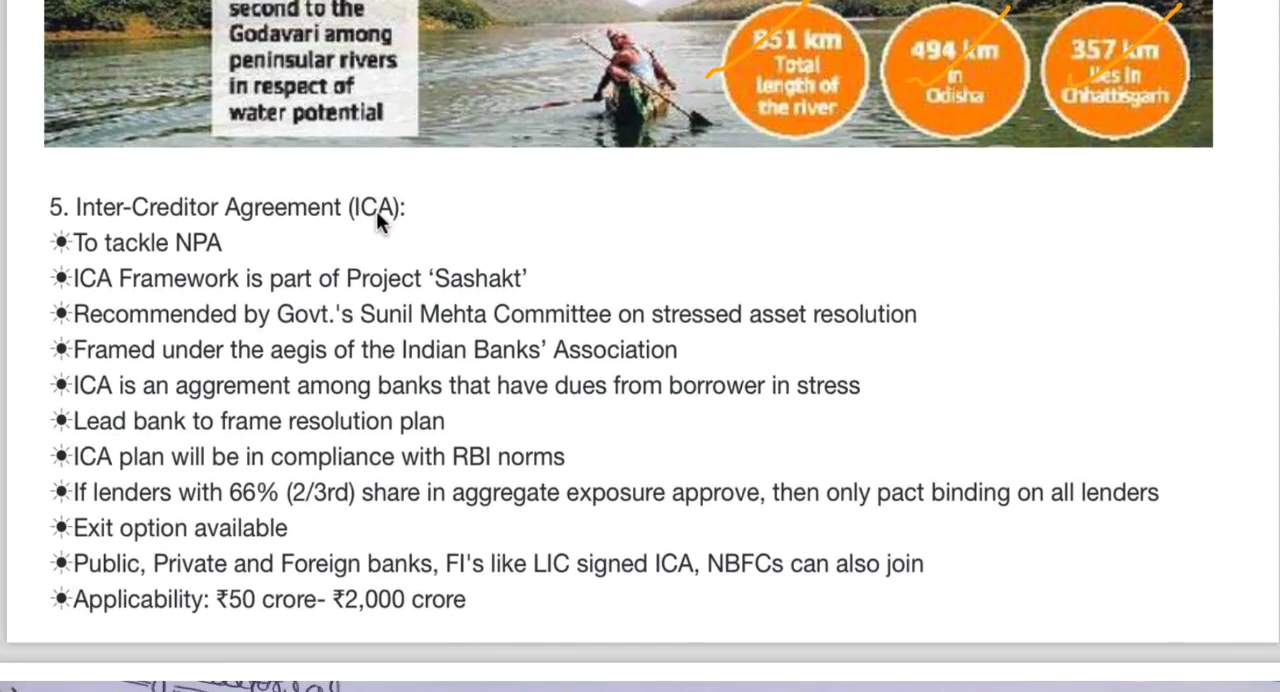 second to the
Godavari among
peninsular rivers
in respect of
water potential
851 km
Total
length of
the river
494 km
in
Odisha
357 km
lies in
Chhattisgarh
5. Inter-Creditor Agreement (ICA):
To tackle NPA
ICA Framework is part of Project ‘Sashakt’
Recommended by Govt.'s Sunil Mehta Committee on stressed asset resolution
Framed under the aegis of the Indian Banks’ Association
ICA is an aggrement among banks that have dues from borrower in stress
Lead bank to frame resolution plan
ICA plan will be in compliance with RBI norms
If lenders with 66% (2/3rd) share in aggregate exposure approve, then only pact binding on all lenders
Exit option available
Public, Private and Foreign banks, FI's like LIC signed ICA, NBFCs can also join
Applicability: ₹50 crore- ₹2,000 crore